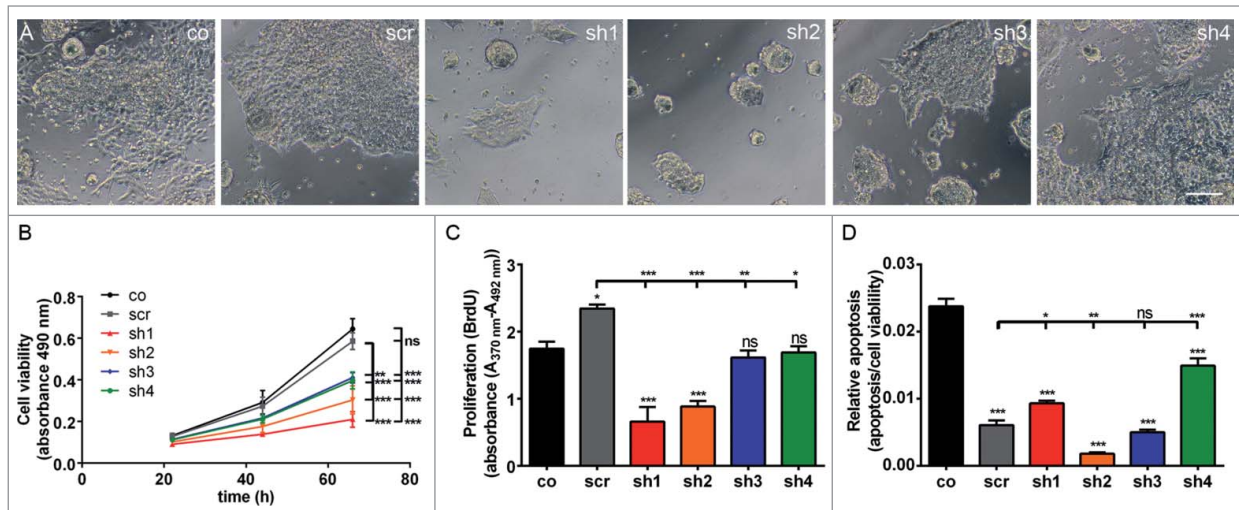 A
co
scr
sh1
sh2
sh3
sh4
B
Cell viability
(absorbance 490 nm)
0.8
0.6
0.4
0.2
0.0
co
scr
sh1
sh2
sh3
sh4
ns
** ***
*** ***
*** ***
*** ***
0 20 40 60 80
time (h)
C
Proliferation (BrdU)
(absorbance (A370 nm-A492 nm))
3
2
1
0
*** *** ** *
*
*** *** ns ns
co scr sh1 sh2 sh3 sh4
D
Relative apoptosis
(apoptosis/cell viablility)
0.03
0.02
0.01
0.00
* ** ns ***
*** *** *** *** ***
co scr sh1 sh2 sh3 sh4